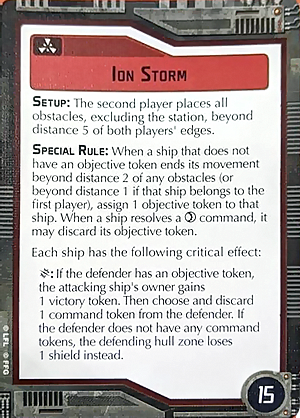 ION STORM
SETUP: The second player places all
obstacles, excluding the station, beyond
distance 5 of both players' edges.
SPECIAL RULE: When a ship that does not
have an objective token ends its movement
beyond distance 2 of any obstacles (or
beyond distance 1 if that ship belongs to the
first player), assign 1 objective token to that
ship. When a ship resolves a command, it
may discard its objective token.
Each ship has the following critical effect:
: If the defender has an objective token,
the attacking ship's owner gains
1 victory token. Then choose and discard
1 command token from the defender. If
the defender does not have any command
tokens, the defending hull zone loses
1 shield instead.
© LFL © FFG
15